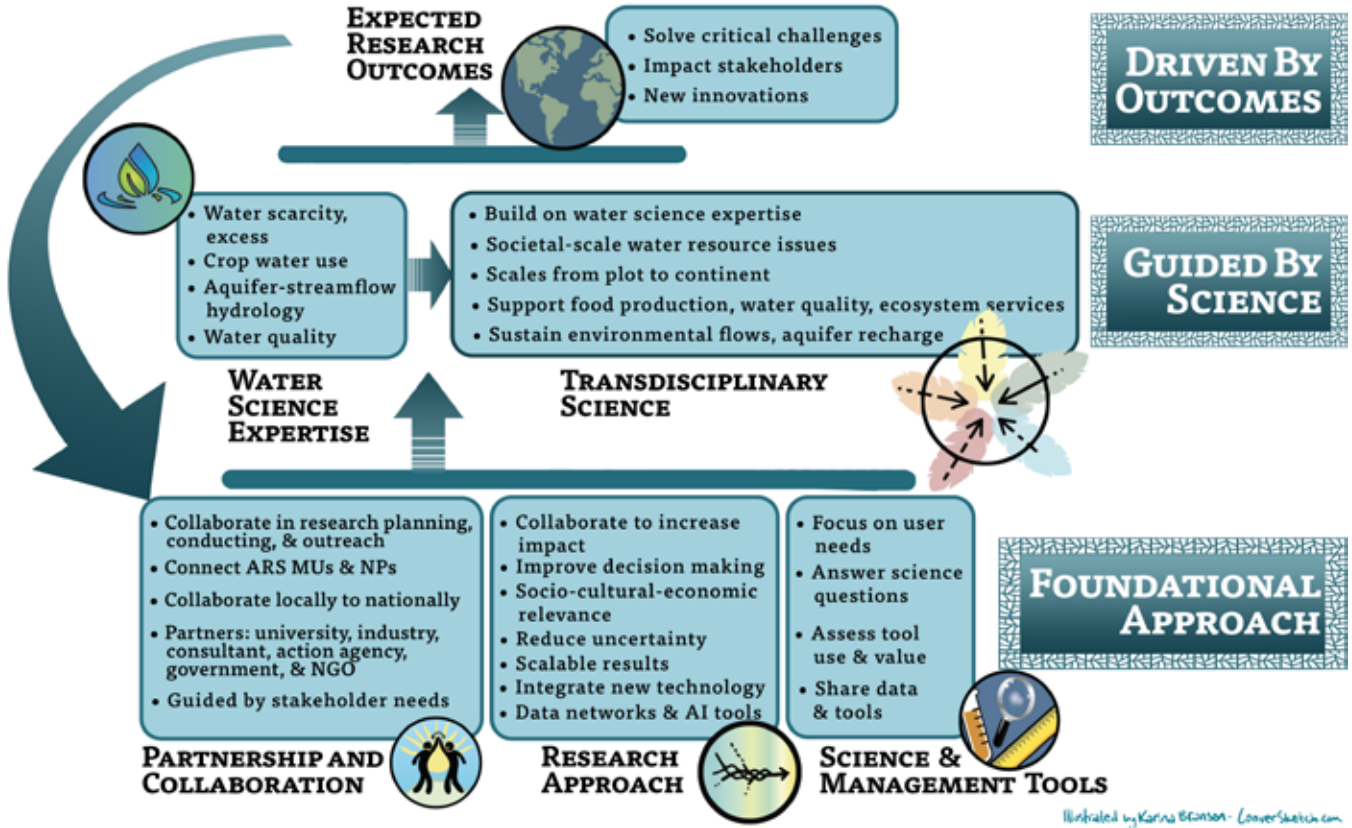 EXPECTED
RESEARCH
OUTCOMES
• Solve critical challenges
• Impact stakeholders
• New innovations
DRIVEN BY
OUTCOMES
• Water scarcity,
excess
• Crop water use
• Aquifer-streamflow
hydrology
• Water quality
WATER
SCIENCE
EXPERTISE
• Build on water science expertise
• Societal-scale water resource issues
• Scales from plot to continent
• Support food production, water quality, ecosystem services
• Sustain environmental flows, aquifer recharge
TRANSDISCIPLINARY
SCIENCE
GUIDED BY
SCIENCE
• Collaborate in research planning,
conducting, & outreach
• Connect ARS MUs & NPs
• Collaborate locally to nationally
• Partners: university, industry,
consultant, action agency,
government, & NGO
• Guided by stakeholder needs
PARTNERSHIP AND
COLLABORATION
• Collaborate to increase
impact
• Improve decision making
• Socio-cultural-economic
relevance
• Reduce uncertainty
• Scalable results
• Integrate new technology
• Data networks & AI tools
RESEARCH
APPROACH
• Focus on user
needs
• Answer science
questions
• Assess tool
use & value
• Share data
& tools
SCIENCE &
MANAGEMENT TOOLS
FOUNDATIONAL
APPROACH
Illustrated by Karina Branson - ConverSketch.com